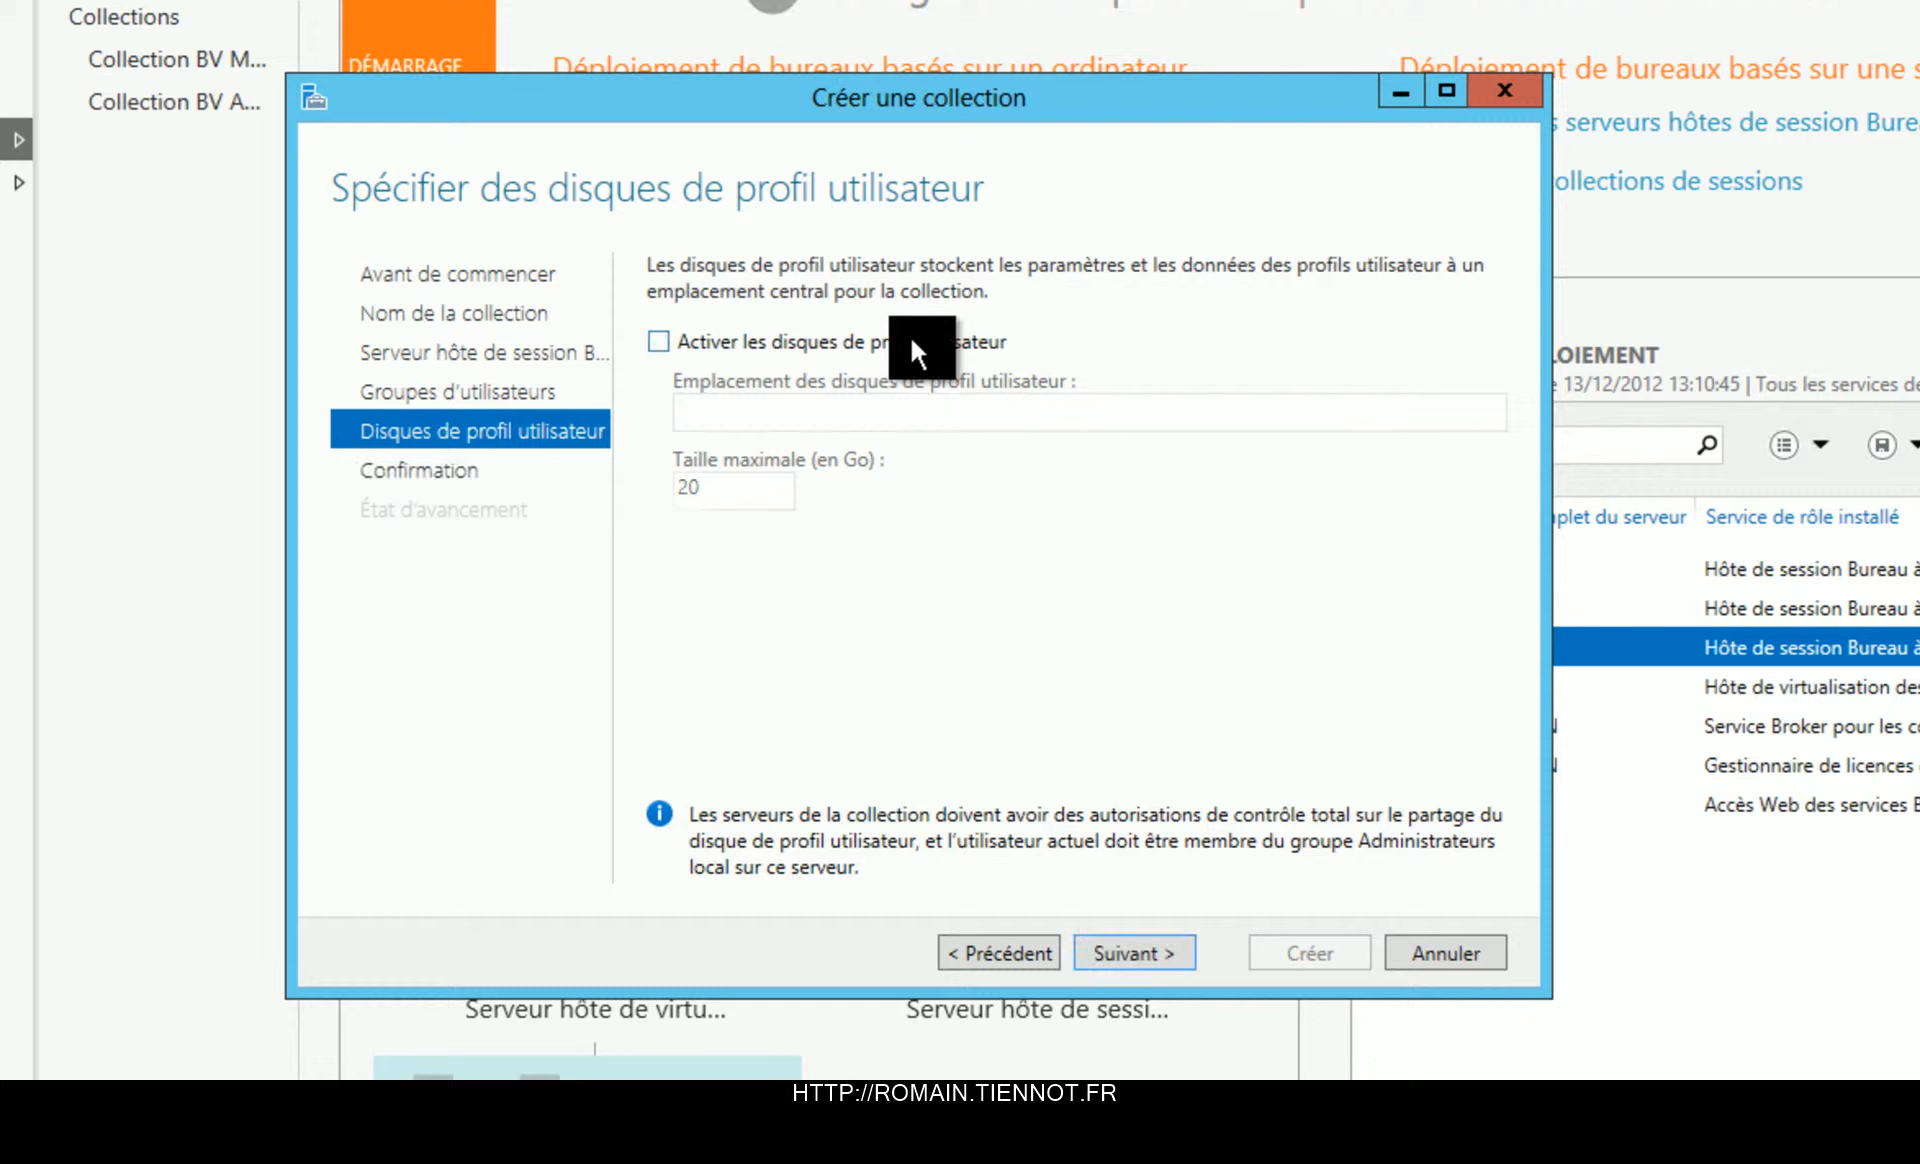 Collections
Collection BV M...
Collection BV A...
DÉMARRAGE
Déploiement de bureaux basés sur un ordinateur
Déploiement de bureaux basés sur une s
serveurs hôtes de session Bure
ollections de sessions
Créer une collection
Spécifier des disques de profil utilisateur
Avant de commencer
Nom de la collection
Serveur hôte de session B...
Groupes d'utilisateurs
Disques de profil utilisateur
Confirmation
État d'avancement
Les disques de profil utilisateur stockent les paramètres et les données des profils utilisateur à un
emplacement central pour la collection.
Activer les disques de pr sateur
Emplacement des disques de profil utilisateur :
Taille maximale (en Go) :
20
Les serveurs de la collection doivent avoir des autorisations de contrôle total sur le partage du
disque de profil utilisateur, et l'utilisateur actuel doit être membre du groupe Administrateurs
local sur ce serveur.
< Précédent
Suivant >
Créer
Annuler
LOIEMENT
e 13/12/2012 13:10:45 | Tous les services de
plet du serveur
Service de rôle installé
Hôte de session Bureau à
Hôte de session Bureau à
Hôte de session Bureau à
Hôte de virtualisation des
Service Broker pour les co
Gestionnaire de licences
Accès Web des services B
Serveur hôte de virtu...
Serveur hôte de sessi...
HTTP://ROMAIN.TIENNOT.FR